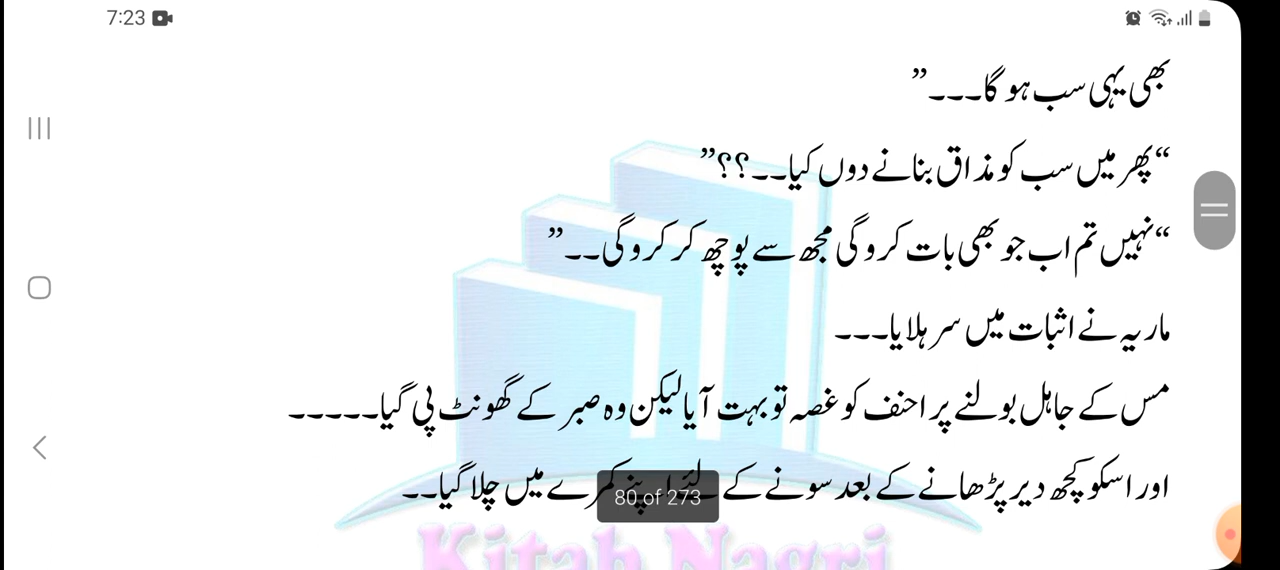 7:23
بھی یہی سب ہو گا۔۔۔”
“پھر میں سب کو مذاق بنانے دوں کیا۔۔؟؟”
“نہیں تم اب جو بھی بات کرو گی مجھ سے پوچھ کر کرو گی۔۔”
ماریہ نے اثبات میں سر ہلایا۔۔۔
مس کے جاہل بولنے پر احنف کو غصہ تو بہت آیا لیکن وہ صبر کے گھونٹ پی گیا۔۔۔۔۔
اور اسکو کچھ دیر پڑھانے کے بعد سونے کے لئے اپنے کمرے میں چلا گیا۔۔
80 of 273
Kitab Nagri